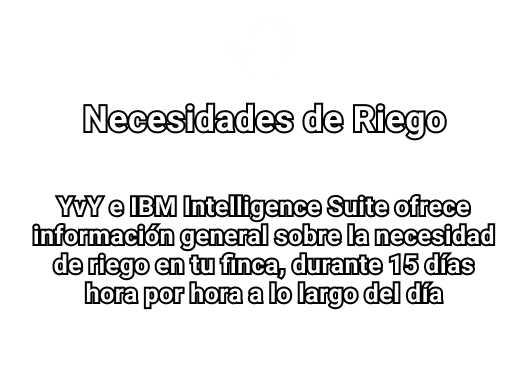 Necesidades de Riego
YvY e IBM Intelligence Suite ofrece
información general sobre la necesidad
de riego en tu finca, durante 15 días
hora por hora a lo largo del día